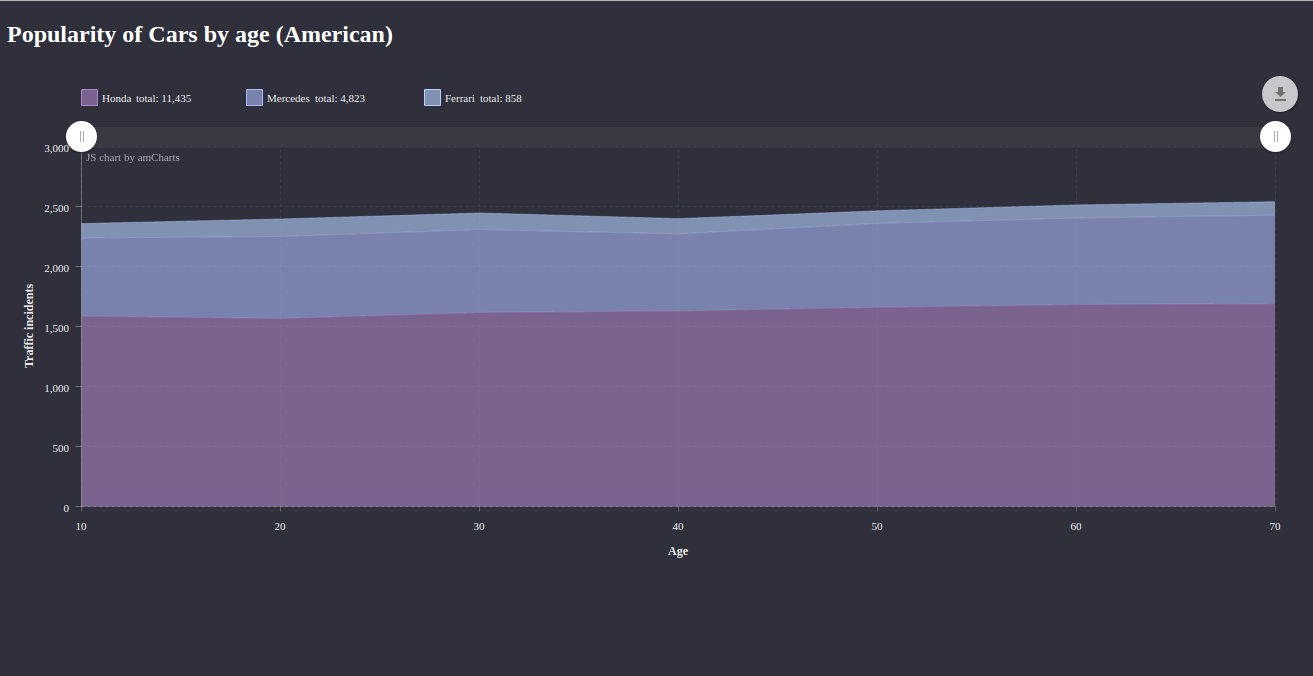 Popularity of Cars by age (American)
Honda total: 11,435
Mercedes total: 4,823
Ferrari total: 858
3,000
JS chart by amCharts
2,500
2,000
1,500
1,000
500
0
Traffic incidents
10
20
30
40
50
60
70
Age